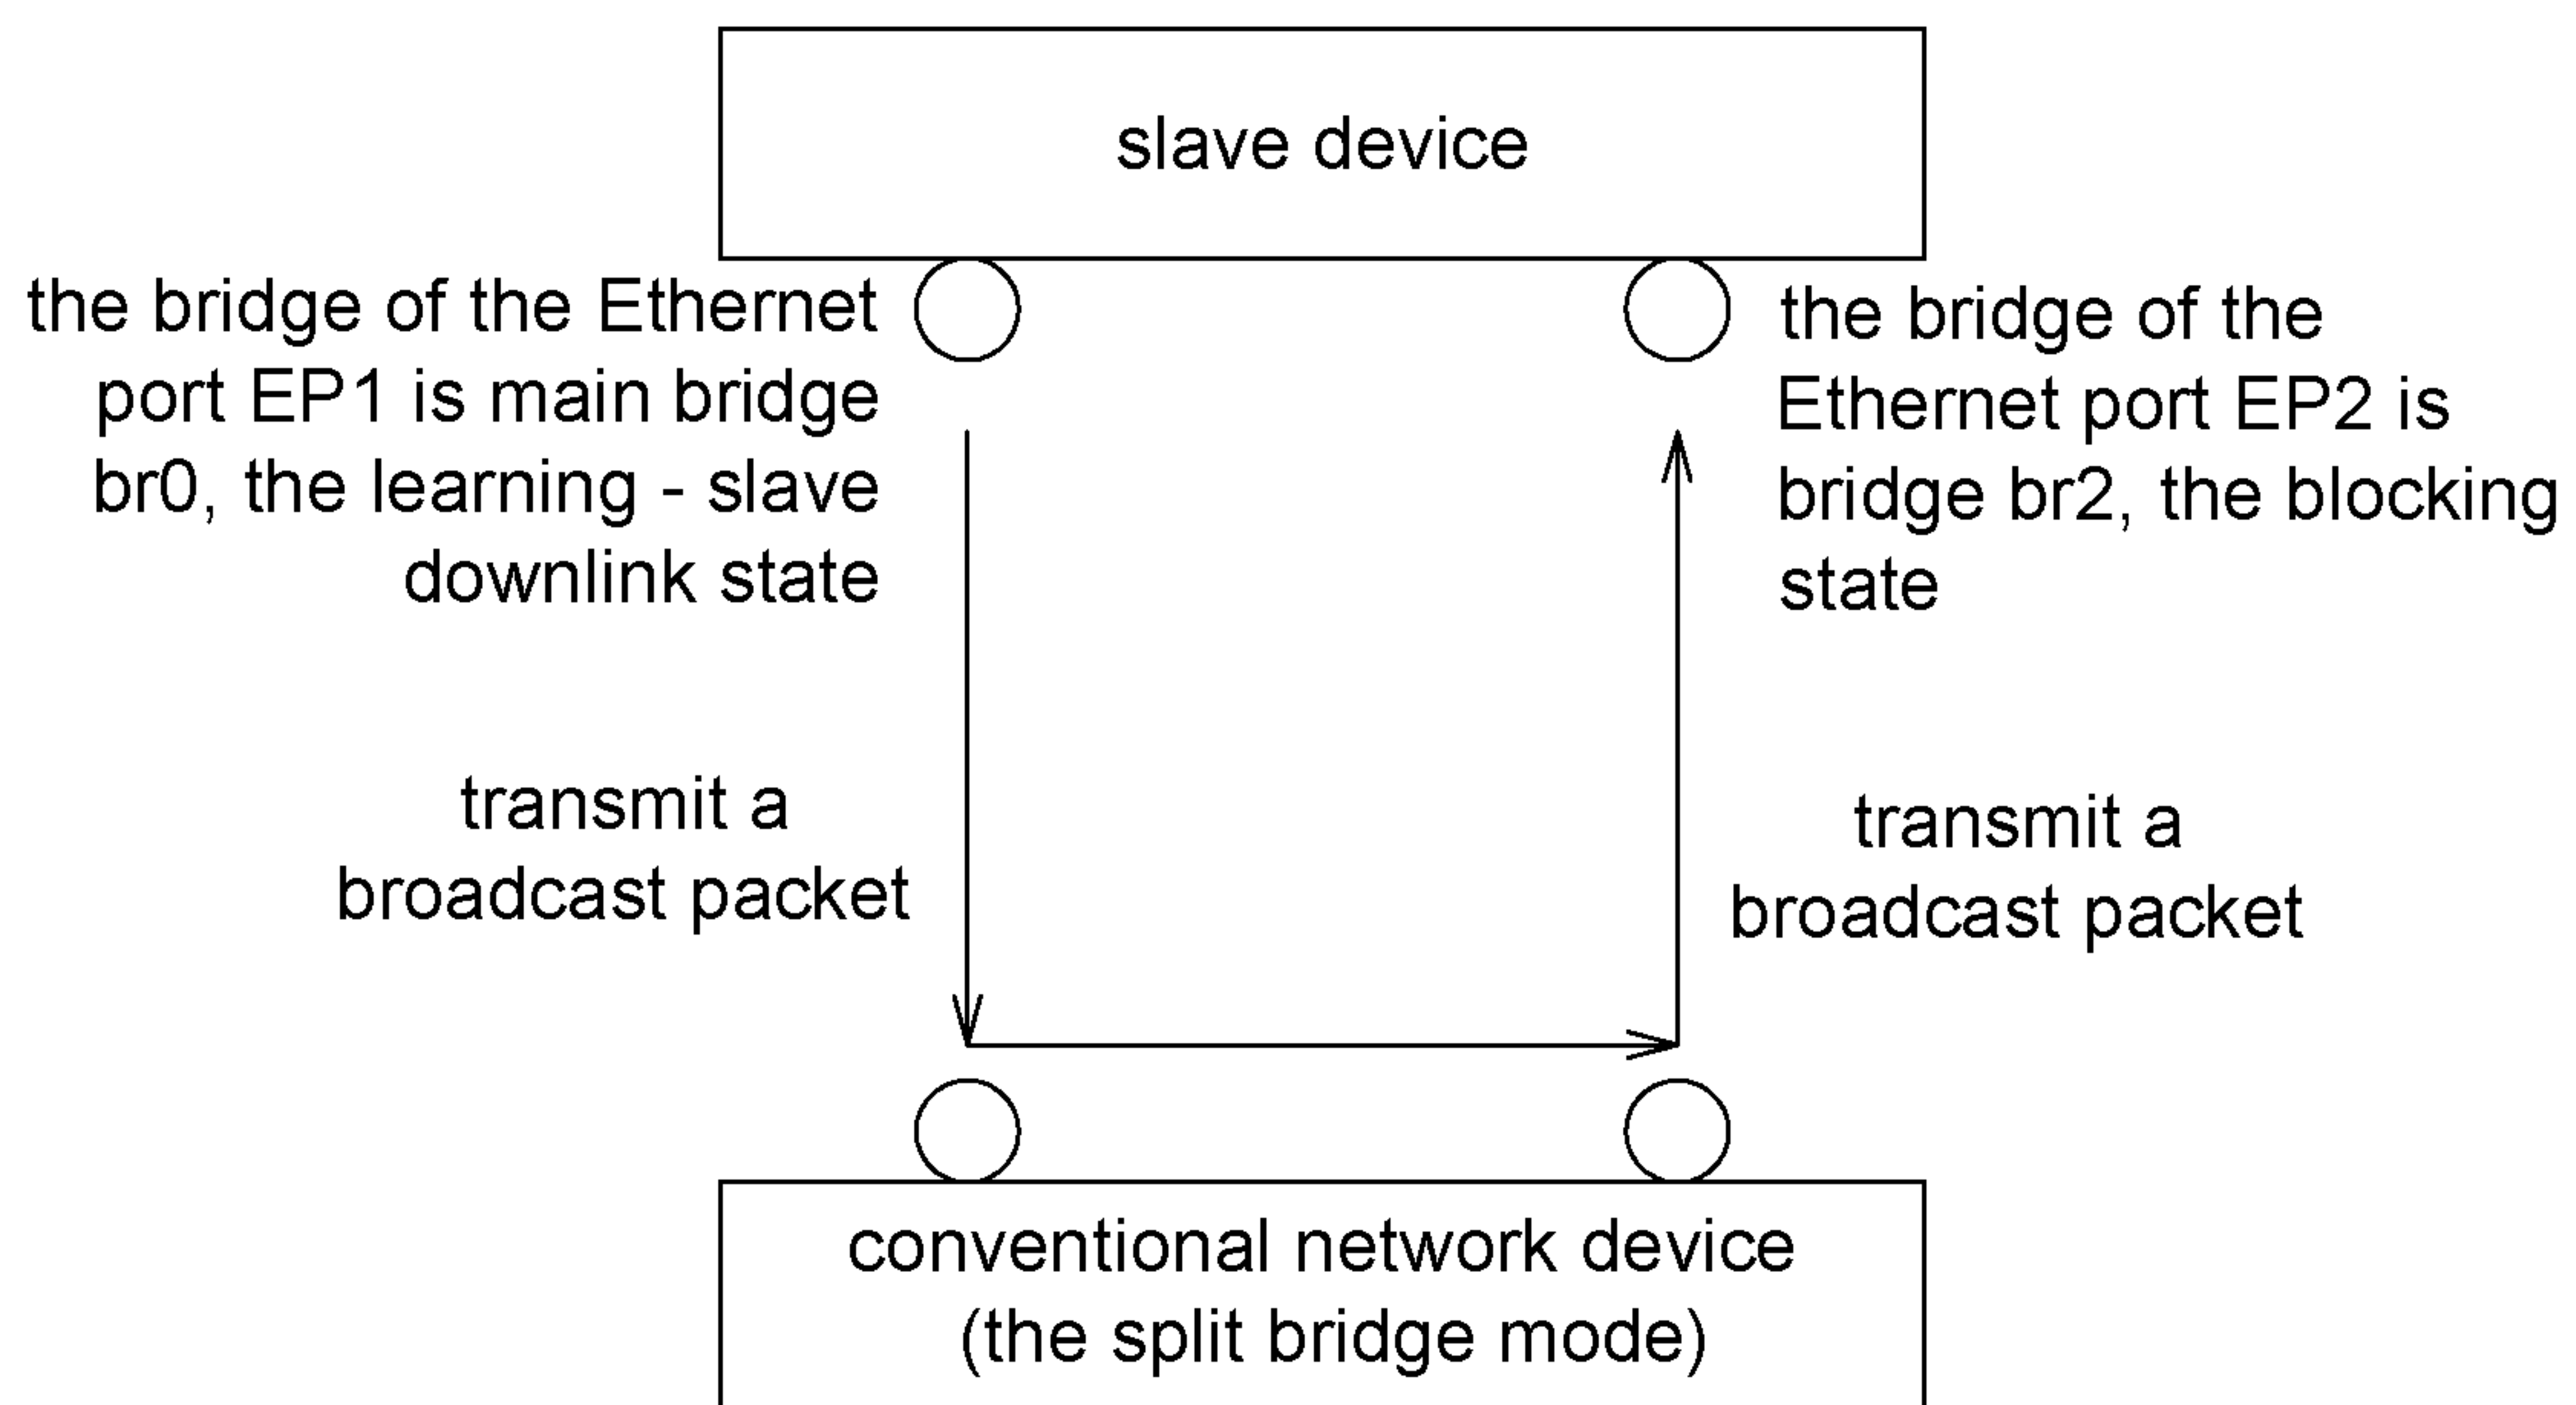 slave device
the bridge of the Ethernet
port EP1 is main bridge
br0, the learning - slave
downlink state
the bridge of the
Ethernet port EP2 is
bridge br2, the blocking
state
transmit a
broadcast packet
transmit a
broadcast packet
conventional network device
(the split bridge mode)